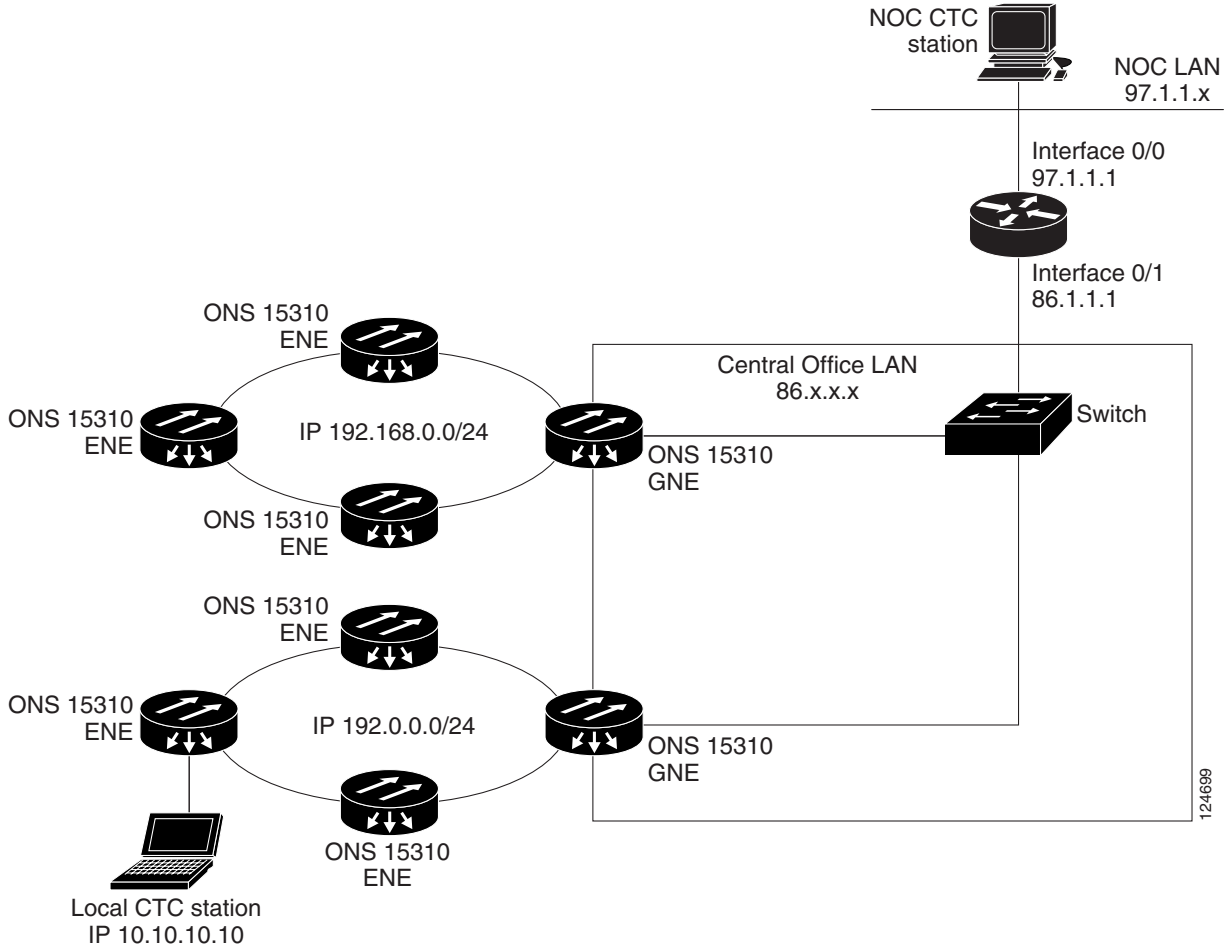 NOC CTC
station
NOC LAN
97.1.1.x
Interface 0/0
97.1.1.1
Interface 0/1
86.1.1.1
ONS 15310
ENE
Central Office LAN
86.x.x.x
ONS 15310
ENE
IP 192.168.0.0/24
Switch
ONS 15310
GNE
ONS 15310
ENE
ONS 15310
ENE
ONS 15310
ENE
IP 192.0.0.0/24
ONS 15310
GNE
124699
ONS 15310
ENE
Local CTC station
IP 10.10.10.10